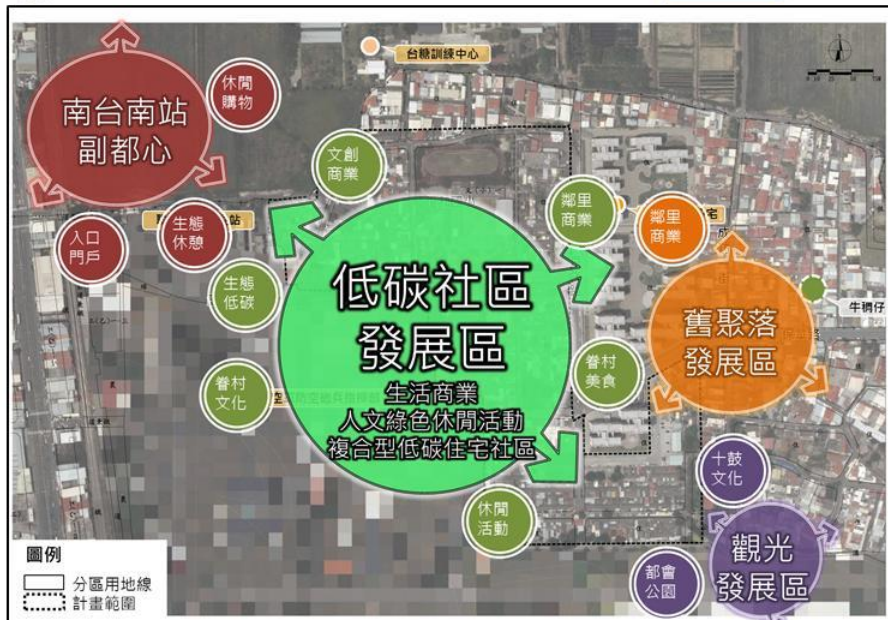 台糖訓練中心
南台南站
副都心
休閒
購物
文創
商業
入口
門戶
生態
休憩
站
鄰里
商業
鄰里
商業
宅
生態
低碳
低碳社區
發展區
生活商業
人文綠色休閒活動
複合型低碳住宅社區
牛稠仔
舊聚落
發展區
眷村
文化
眷村
美食
十鼓
文化
休閒
活動
觀光
發展區
都會
公園
圖例
分區用地線
計畫範圍